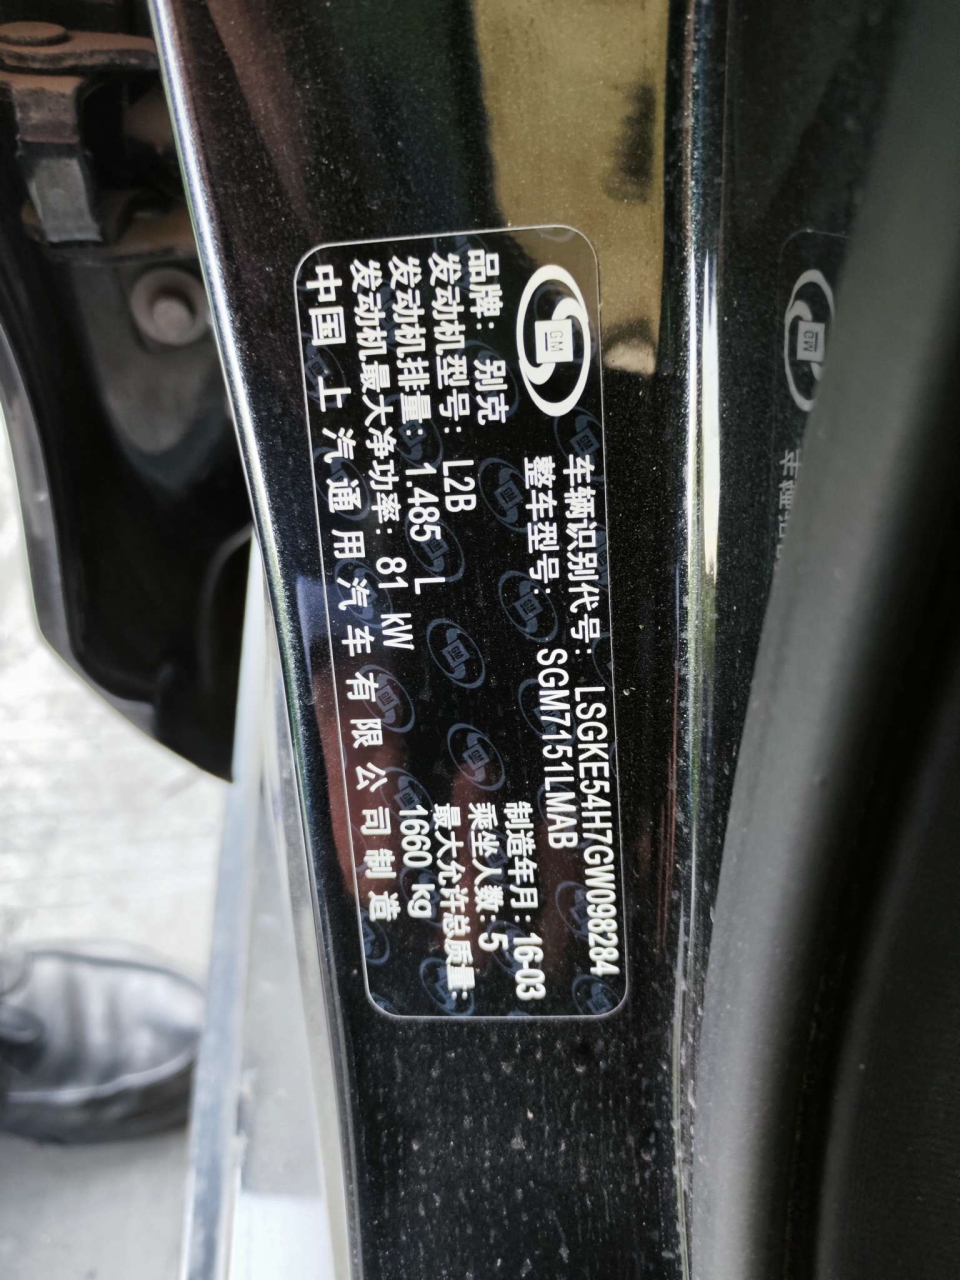 GM
车辆识别代号: LSGKE54H7GW098284
整车型号: SGM7151LMAB
品牌: 别克
制造年月: 16-03
发动机型号: L2B
乘坐人数: 5
发动机排量: 1.485 L
最大允许总质量:
发动机最大净功率: 81 kW
1660 kg
中国 上汽通用汽车有限公司制造